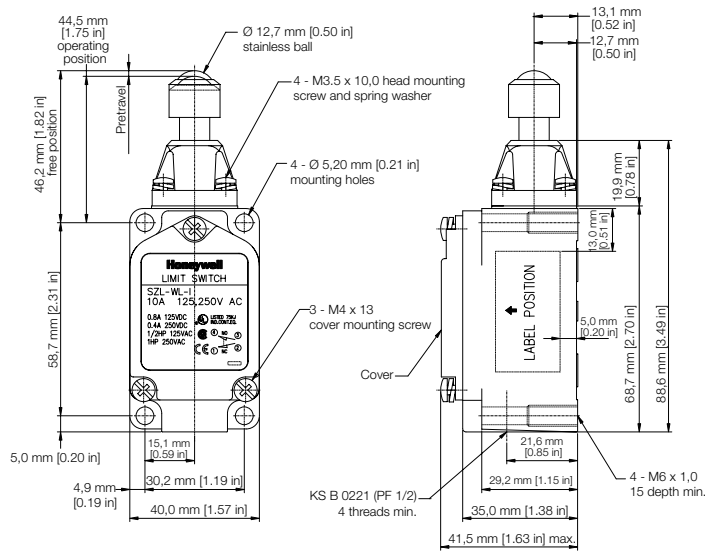 44,5 mm
[1.75 in]
operating
position
Ø 12,7 mm [0.50 in]
stainless ball
4 - M3.5 x 10,0 head mounting
screw and spring washer
Pretravel
46,2 mm [1.82 in]
free position
4 - Ø 5,20 mm [0.21 in]
mounting holes
Honeywell
LIMIT SWITCH
SZL-WL-I
10A 125,250V AC
0.8A 125VDC
0.4A 250VDC
1/2HP 125VAC
1HP 250VAC
NO
NC
58,7 mm [2.31 in]
3 - M4 x 13
cover mounting screw
5,0 mm [0.20 in]
15,1 mm
[0.59 in]
4,9 mm
[0.19 in]
30,2 mm [1.19 in]
40,0 mm [1.57 in]
13,1 mm
[0.52 in]
12,7 mm
[0.50 in]
19,9 mm
[0.78 in]
13,0 mm
[0.51 in]
LABEL POSITION
5,0 mm
[0.20 in]
68,7 mm [2.70 in]
88,6 mm [3.49 in]
Cover
21,6 mm
[0.85 in]
29,2 mm [1.15 in]
KS B 0221 (PF 1/2)
4 threads min.
4 - M6 x 1,0
15 depth min.
35,0 mm [1.38 in]
41,5 mm [1.63 in] max.